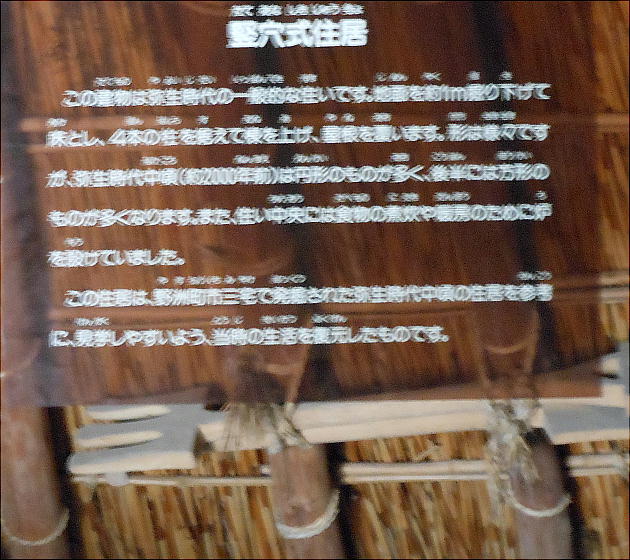 竪穴式住居
この建物は弥生時代の一般的な住いです。地面を約1m掘り下げて
床とし、4本の柱を据えて棟を上げ、屋根を葺います。形は様々です
が、弥生時代中頃(約2000年前)は円形のものが多く、後半には方形の
ものが多くなります。また、住い中央には食物の煮炊や暖房のために炉
を設けていました。
この住居は、野洲町市三宅で発掘された弥生時代中頃の住居を参考
に、見学しやすいよう、当時の生活を復元したものです。